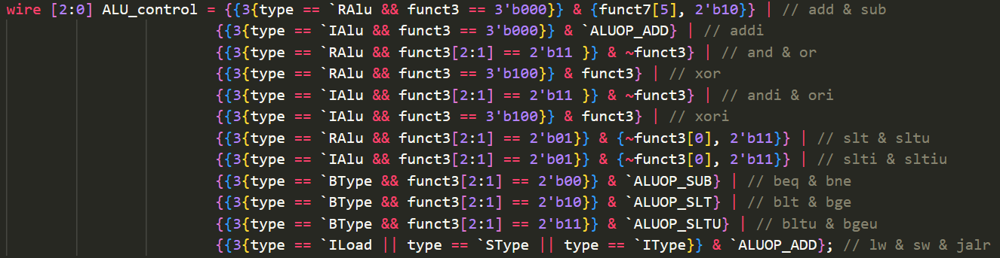 wire [2:0] ALU_control = {{3{type == `RAlu && funct3 == 3'b000}} & {funct7[5], 2'b10}} | // add & sub
{{3{type == `IAlu && funct3 == 3'b000}} & `ALUOP_ADD} | // addi
{{3{type == `RAlu && funct3[2:1] == 2'b11 }} & ~funct3} | // and & or
{{3{type == `RAlu && funct3 == 3'b100}} & funct3} | // xor
{{3{type == `IAlu && funct3[2:1] == 2'b11 }} & ~funct3} | // andi & ori
{{3{type == `IAlu && funct3 == 3'b100}} & funct3} | // xori
{{3{type == `RAlu && funct3[2:1] == 2'b01}} & {~funct3[0], 2'b11}} | // slt & sltu
{{3{type == `IAlu && funct3[2:1] == 2'b01}} & {~funct3[0], 2'b11}} | // slti & sltiu
{{3{type == `BType && funct3[2:1] == 2'b00}} & `ALUOP_SUB} | // beq & bne
{{3{type == `BType && funct3[2:1] == 2'b10}} & `ALUOP_SLT} | // blt & bge
{{3{type == `BType && funct3[2:1] == 2'b11}} & `ALUOP_SLTU} | // bltu & bgeu
{{3{type == `ILoad || type == `SType || type == `IType}} & `ALUOP_ADD}; // lw & sw & jalr